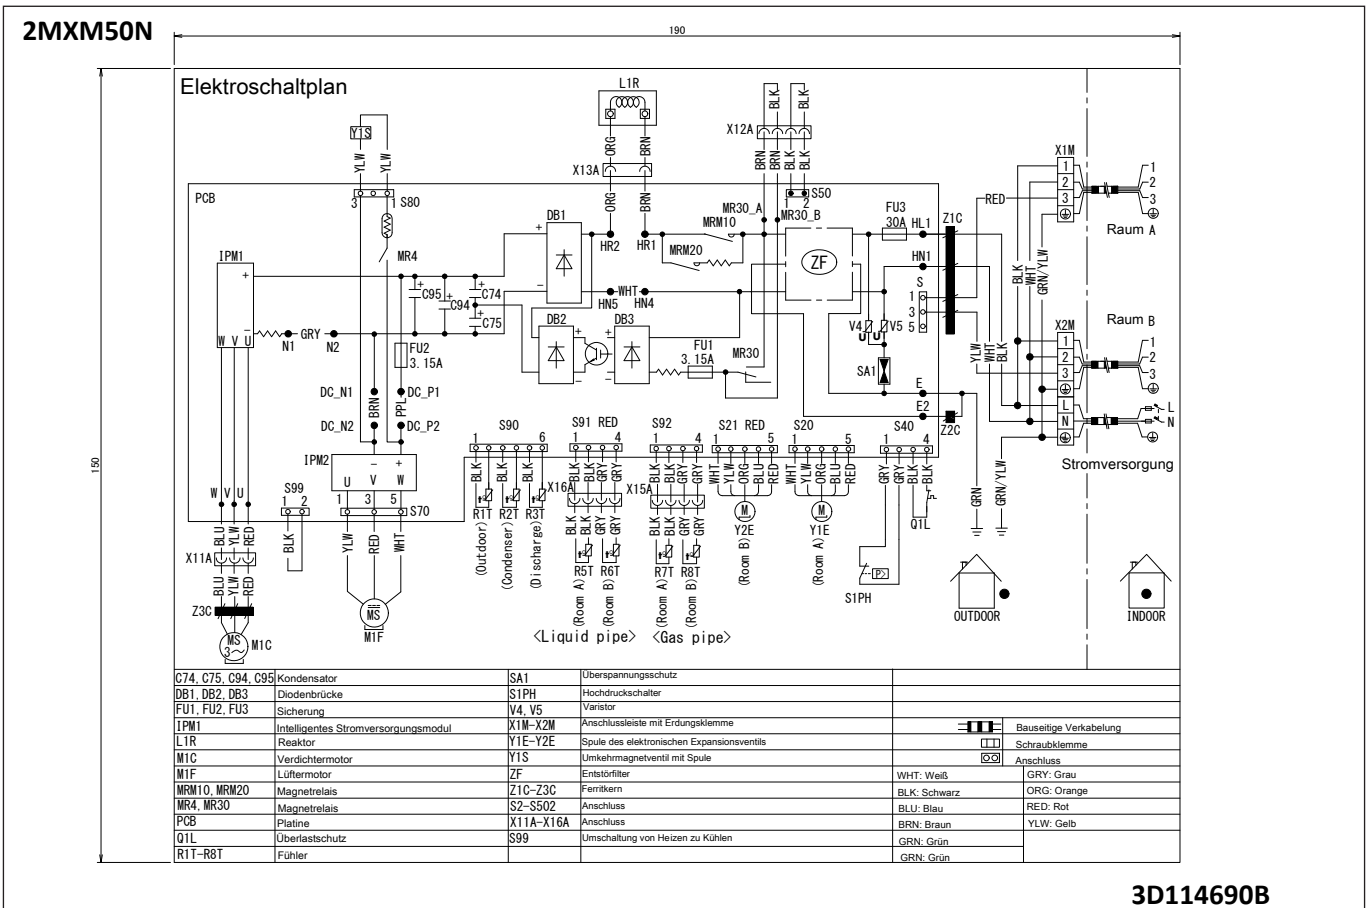 2MXM50N
190
150
Elektroschaltplan
L1R
X12A
BLK BLK
ORG BRN
BRN BRN BLK BLK
X13A
ORG BRN
Y1S
YLW YLW
3 1 S80
PCB
1 2 S50
X1M
1 2 3
1
2
3
Raum A
RED
MR30_A
MR30_B
MRM10
MRM20
FU3
30A
HL1
Z1C
HN1
DB1
+
-
HR2
HR1
ZF
MR4
IPM1
+
-
W V U
C95
C94
C74
C75
HN5
WHT
HN4
S
1
3
5
V4
V5
N1
GRY
N2
FU2
3.15A
DB2
DB3
FU1
3.15A
MR30
SA1
E
E2
Z2C
BLK
WHT
GRN/YLW
YLW
WHT
BLK
X2M
1 2 3
1
2
3
Raum B
L
N
L
N
Stromversorgung
DC_N1
DC_P1
BRN
PPL
DC_N2
DC_P2
IPM2
- +
U V W
1 3 5
S70
YLW RED WHT
MS
M1F
W V U
BLU YLW RED
X11A
BLU YLW RED
Z3C
MS
3
M1C
S99
1 2
BLK
S90
1 6
BLK BLK BLK
R1T R2T R3T
(Outdoor)
(Condenser)
(Discharge)
S91 RED
1 4
BLK BLK GRY GRY
X16A
BLK BLK GRY GRY
R5T R6T
(Room A)
(Room B)
<Liquid pipe>
S92
1 4
BLK BLK GRY GRY
X15A
BLK BLK GRY GRY
R7T R8T
(Room A)
(Room B)
<Gas pipe>
S21 RED
1 5
WHT YLW ORG BLU RED
M
Y2E
(Room B)
S20
1 5
WHT YLW ORG BLU RED
M
Y1E
(Room A)
S40
1 4
GRY GRY BLK BLK
Q1L
P>
S1PH
GRN
GRN/YLW
OUTDOOR
INDOOR
C74, C75, C94, C95 Kondensator SA1 Überspannungsschutz
DB1, DB2, DB3 Diodenbrücke S1PH Hochdruckschalter
FU1, FU2, FU3 Sicherung V4, V5 Varistor
IPM1 Intelligentes Stromversorgungsmodul X1M-X2M Anschlussleiste mit Erdungsklemme Bauseitige Verkabelung
L1R Reaktor Y1E-Y2E Spule des elektronischen Expansionsventils Schraubklemme
M1C Verdichtermotor Y1S Umkehrmagnetventil mit Spule Anschluss
M1F Lüftermotor ZF Entstörfilter WHT: Weiß GRY: Grau
MRM10, MRM20 Magnetrelais Z1C-Z3C Ferritkern BLK: Schwarz ORG: Orange
MR4, MR30 Magnetrelais S2-S502 Anschluss BLU: Blau RED: Rot
PCB Platine X11A-X16A Anschluss BRN: Braun YLW: Gelb
Q1L Überlastschutz S99 Umschaltung von Heizen zu Kühlen GRN: Grün
R1T-R8T Fühler GRN: Grün
3D114690B